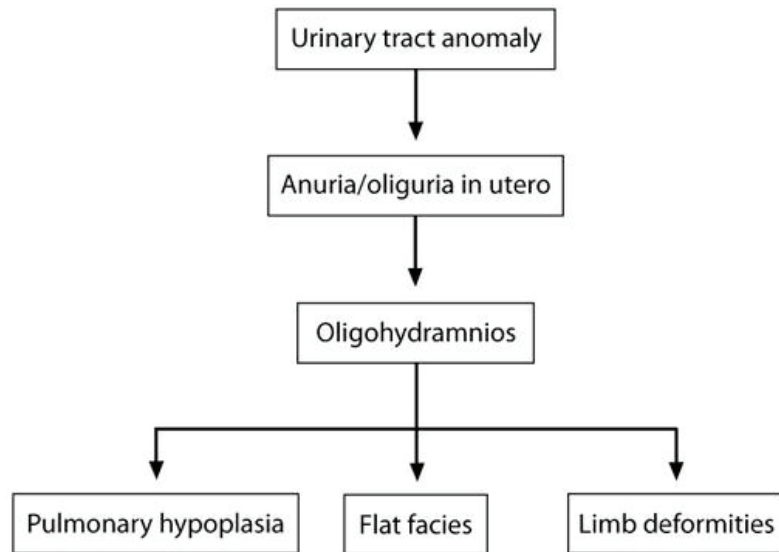 Urinary tract anomaly
Anuria/oliguria in utero
Oligohydramnios
Pulmonary hypoplasia
Flat facies
Limb deformities